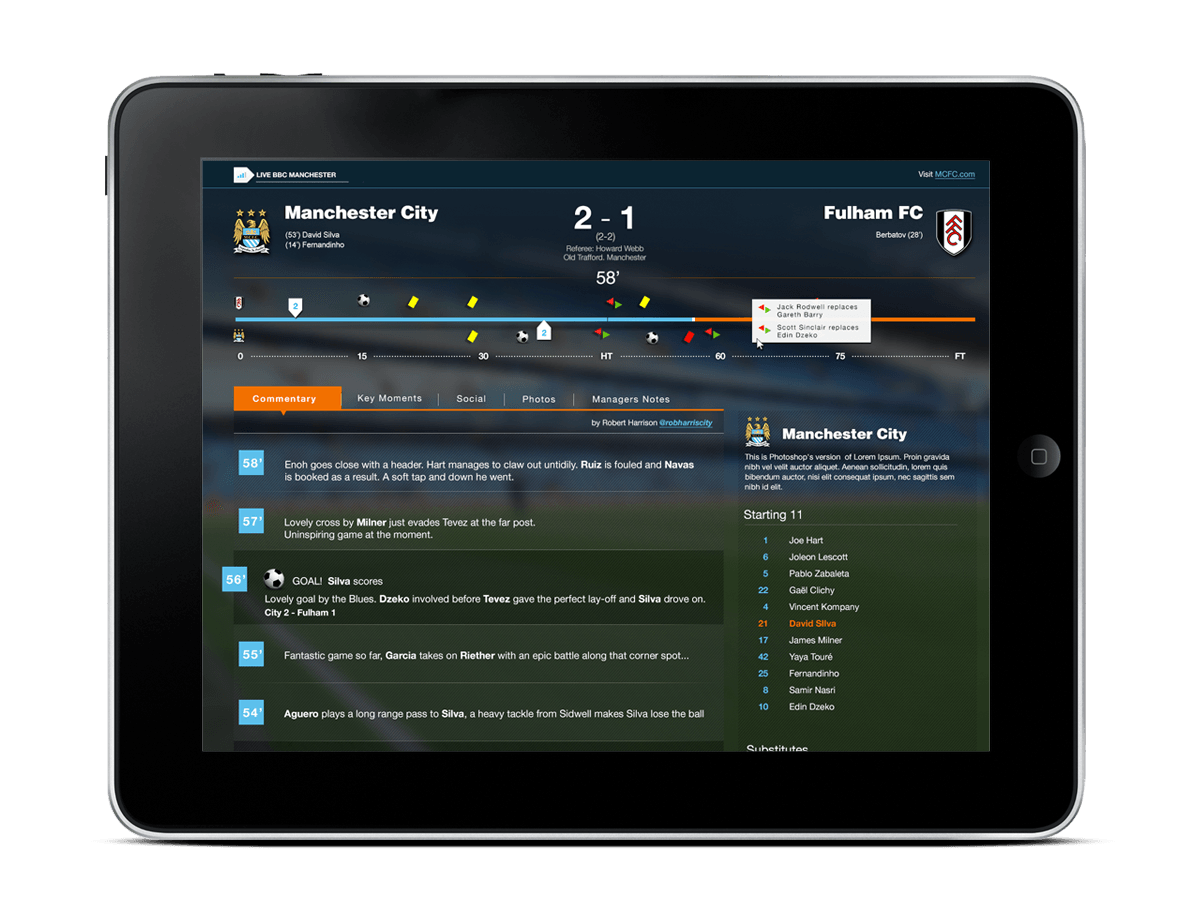 LIVE BBC MANCHESTER
Visit MCFC.com
Manchester City
(53') David Silva
(14') Fernandinho
2 - 1
(2-2)
Referee: Howard Webb
Old Trafford, Manchester
58'
Fulham FC
Berbatov (28')
2
2
Jack Rodwell replaces
Gareth Barry
Scott Sinclair replaces
Edin Dzeko
0 15 30 HT 60 75 FT
Commentary
Key Moments
Social
Photos
Managers Notes
by Robert Harrison @robharriscity
58'
Enoh goes close with a header. Hart manages to claw out untidily. Ruiz is fouled and Navas
is booked as a result. A soft tap and down he went.
57'
Lovely cross by Milner just evades Tevez at the far post.
Uninspiring game at the moment.
56'
GOAL! Silva scores
Lovely goal by the Blues. Dzeko involved before Tevez gave the perfect lay-off and Silva drove on.
City 2 - Fulham 1
55'
Fantastic game so far, Garcia takes on Riether with an epic battle along that corner spot...
54'
Aguero plays a long range pass to Silva, a heavy tackle from Sidwell makes Silva lose the ball
Manchester City
This is Photoshop's version of Lorem Ipsum. Proin gravida
nibh vel velit auctor aliquet. Aenean sollicitudin, lorem quis
bibendum auctor, nisi elit consequat ipsum, nec sagittis sem
nibh id elit.
Starting 11
1 Joe Hart
6 Joleon Lescott
5 Pablo Zabaleta
22 Gaël Clichy
4 Vincent Kompany
21 David SIlva
17 James Milner
42 Yaya Touré
25 Fernandinho
8 Samir Nasri
10 Edin Dzeko
Substitutes